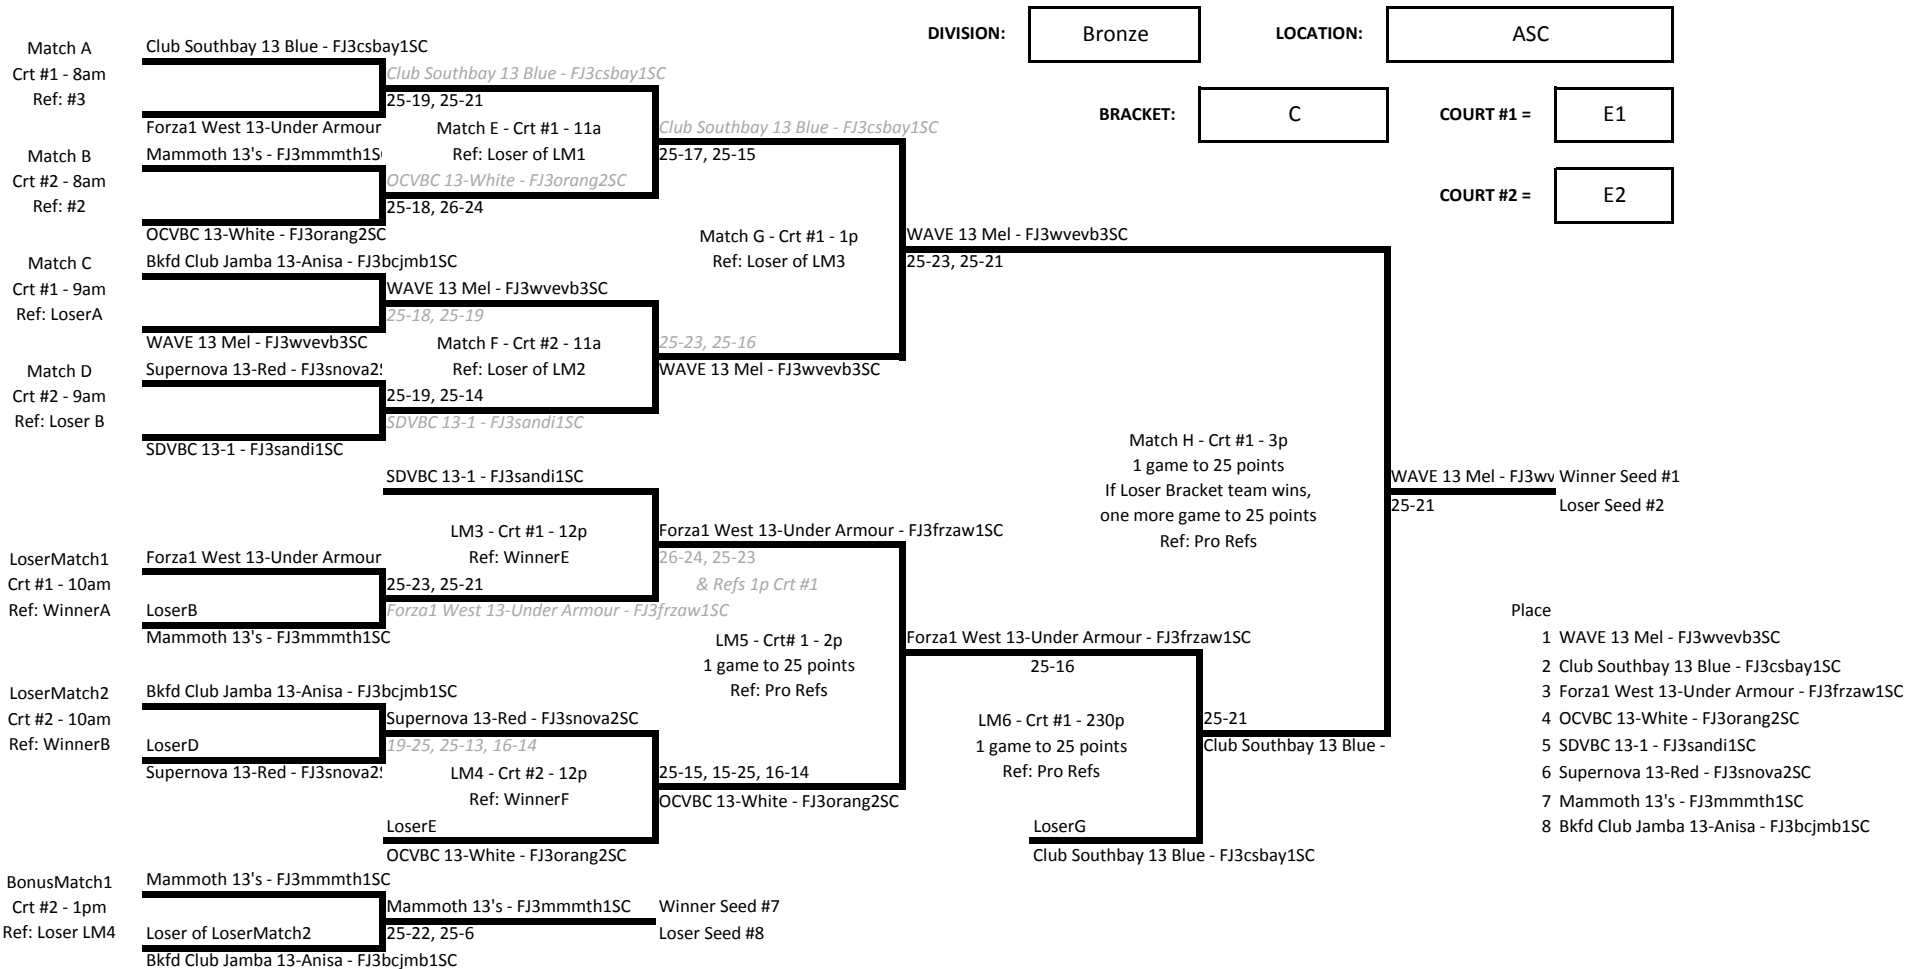 DIVISION: Bronze LOCATION: ASC
BRACKET: C COURT #1 = E1
COURT #2 = E2
Match A
Crt #1 - 8am
Ref: #3
Club Southbay 13 Blue - FJ3csbay1SC
Forza1 West 13-Under Armour
Match B
Crt #2 - 8am
Ref: #2
Mammoth 13's - FJ3mmmth1S
OCVBC 13-White - FJ3orang2SC
Match C
Crt #1 - 9am
Ref: LoserA
Bkfd Club Jamba 13-Anisa - FJ3bcjmb1SC
WAVE 13 Mel - FJ3wvevb3SC
Match D
Crt #2 - 9am
Ref: Loser B
Supernova 13-Red - FJ3snova2S
SDVBC 13-1 - FJ3sandi1SC
Club Southbay 13 Blue - FJ3csbay1SC
25-19, 25-21
Match E - Crt #1 - 11a
Ref: Loser of LM1
OCVBC 13-White - FJ3orang2SC
25-18, 26-24
WAVE 13 Mel - FJ3wvevb3SC
25-18, 25-19
Match F - Crt #2 - 11a
Ref: Loser of LM2
25-19, 25-14
SDVBC 13-1 - FJ3sandi1SC
Club Southbay 13 Blue - FJ3csbay1SC
25-17, 25-15
Match G - Crt #1 - 1p
Ref: Loser of LM3
25-23, 25-16
WAVE 13 Mel - FJ3wvevb3SC
WAVE 13 Mel - FJ3wvevb3SC
25-23, 25-21
Match H - Crt #1 - 3p
1 game to 25 points
If Loser Bracket team wins,
one more game to 25 points
Ref: Pro Refs
WAVE 13 Mel - FJ3wv Winner Seed #1
25-21 Loser Seed #2
LoserMatch1
Crt #1 - 10am
Ref: WinnerA
Forza1 West 13-Under Armour
LoserB
Mammoth 13's - FJ3mmmth1SC
LoserMatch2
Crt #2 - 10am
Ref: WinnerB
Bkfd Club Jamba 13-Anisa - FJ3bcjmb1SC
LoserD
Supernova 13-Red - FJ3snova2S
SDVBC 13-1 - FJ3sandi1SC
LM3 - Crt #1 - 12p
Ref: WinnerE
25-23, 25-21
Forza1 West 13-Under Armour - FJ3frzaw1SC
Supernova 13-Red - FJ3snova2SC
19-25, 25-13, 16-14
LM4 - Crt #2 - 12p
Ref: WinnerF
LoserE
OCVBC 13-White - FJ3orang2SC
Forza1 West 13-Under Armour - FJ3frzaw1SC
26-24, 25-23
& Refs 1p Crt #1
LM5 - Crt# 1 - 2p
1 game to 25 points
Ref: Pro Refs
25-15, 15-25, 16-14
OCVBC 13-White - FJ3orang2SC
Forza1 West 13-Under Armour - FJ3frzaw1SC
25-16
LM6 - Crt #1 - 230p
1 game to 25 points
Ref: Pro Refs
LoserG
Club Southbay 13 Blue - FJ3csbay1SC
25-21
Club Southbay 13 Blue -
BonusMatch1
Crt #2 - 1pm
Ref: Loser LM4
Mammoth 13's - FJ3mmmth1SC
Loser of LoserMatch2
Bkfd Club Jamba 13-Anisa - FJ3bcjmb1SC
Mammoth 13's - FJ3mmmth1SC Winner Seed #7
25-22, 25-6 Loser Seed #8
Place
1 WAVE 13 Mel - FJ3wvevb3SC
2 Club Southbay 13 Blue - FJ3csbay1SC
3 Forza1 West 13-Under Armour - FJ3frzaw1SC
4 OCVBC 13-White - FJ3orang2SC
5 SDVBC 13-1 - FJ3sandi1SC
6 Supernova 13-Red - FJ3snova2SC
7 Mammoth 13's - FJ3mmmth1SC
8 Bkfd Club Jamba 13-Anisa - FJ3bcjmb1SC